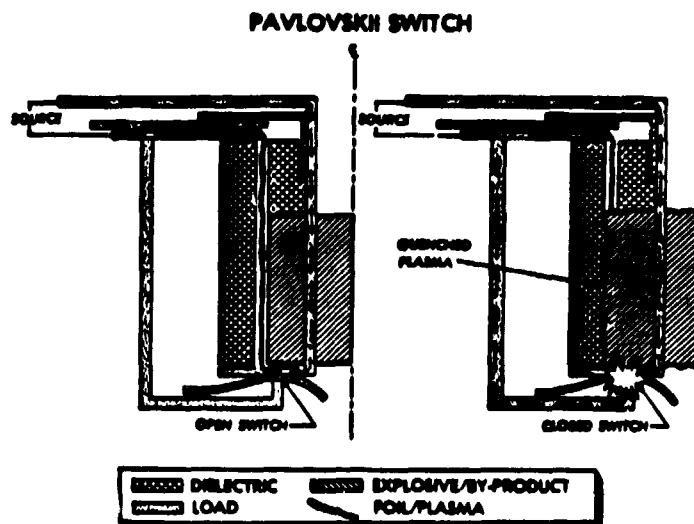 PAVLOVSKII SWITCH
℄
SOURCE
SOURCE
QUENCHED
PLASMA
OPEN SWITCH
CLOSED SWITCH
DIELECTRIC
EXPLOSIVE/BY-PRODUCT
LOAD
FOIL/PLASMA